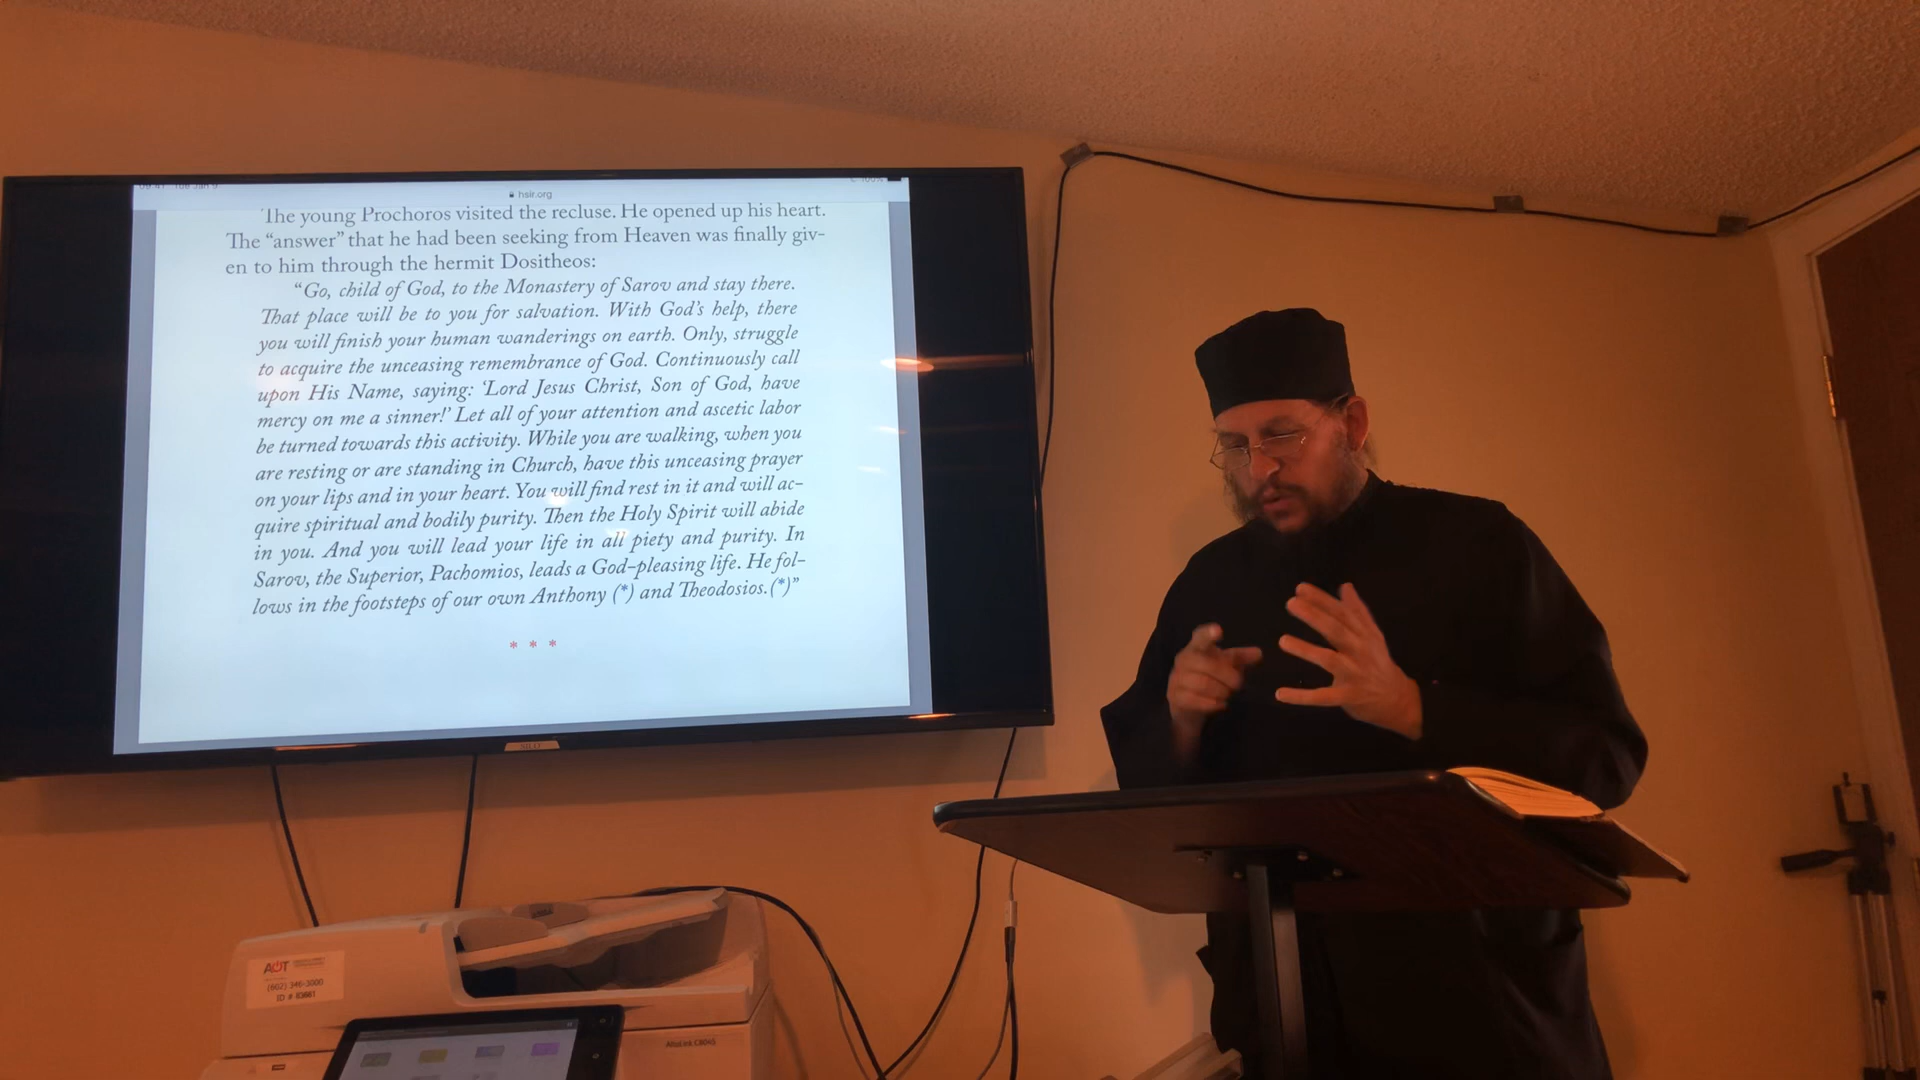 hsir.org
The young Prochoros visited the recluse. He opened up his heart.
The “answer” that he had been seeking from Heaven was finally giv-
en to him through the hermit Dositheos:
“Go, child of God, to the Monastery of Sarov and stay there.
That place will be to you for salvation. With God’s help, there
you will finish your human wanderings on earth. Only, struggle
to acquire the unceasing remembrance of God. Continuously call
upon His Name, saying: ‘Lord Jesus Christ, Son of God, have
mercy on me a sinner!’ Let all of your attention and ascetic labor
be turned towards this activity. While you are walking, when you
are resting or are standing in Church, have this unceasing prayer
on your lips and in your heart. You will find rest in it and will ac-
quire spiritual and bodily purity. Then the Holy Spirit will abide
in you. And you will lead your life in all piety and purity. In
Sarov, the Superior, Pachomios, leads a God-pleasing life. He fol-
lows in the footsteps of our own Anthony (*) and Theodosios.(*)”
* * *
AOT
(602) 346-3000
ID # 83661
AltaLink C8045